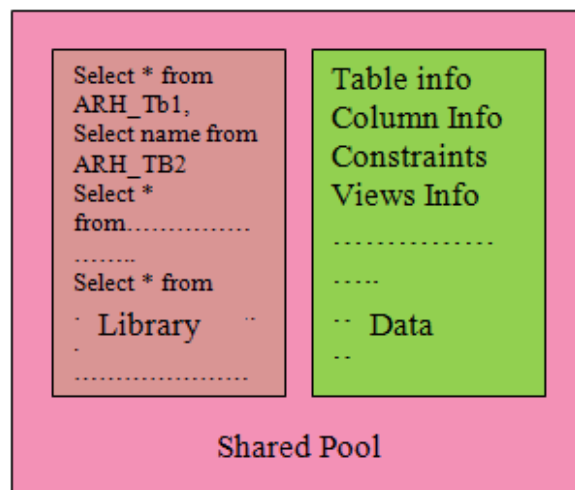 Select * from
ARH_Tb1,
Select name from
ARH_TB2
Select *
from...............
........
Select * from
Library
.....................
Table info
Column Info
Constraints
Views Info
...............
.....
Data
Shared Pool